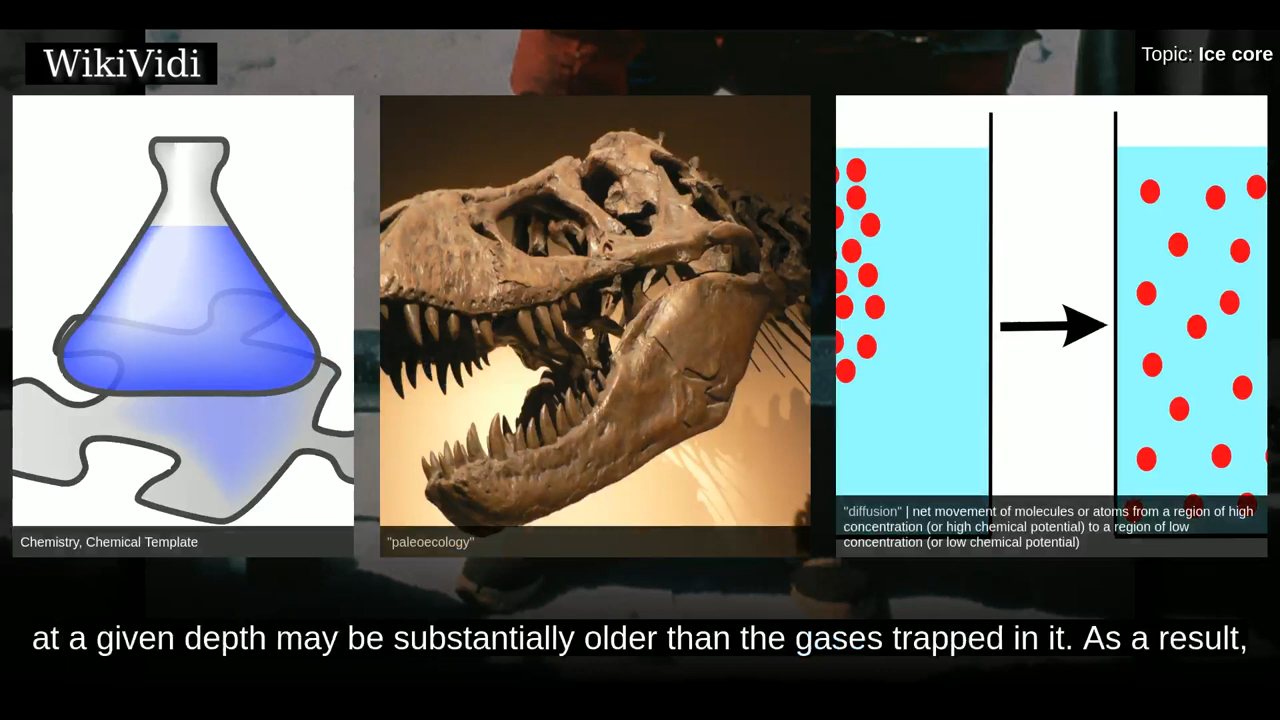 WikiVidi
Topic: Ice core
Chemistry, Chemical Template
"paleoecology"
"diffusion" | net movement of molecules or atoms from a region of high
concentration (or high chemical potential) to a region of low
concentration (or low chemical potential)
at a given depth may be substantially older than the gases trapped in it. As a result,